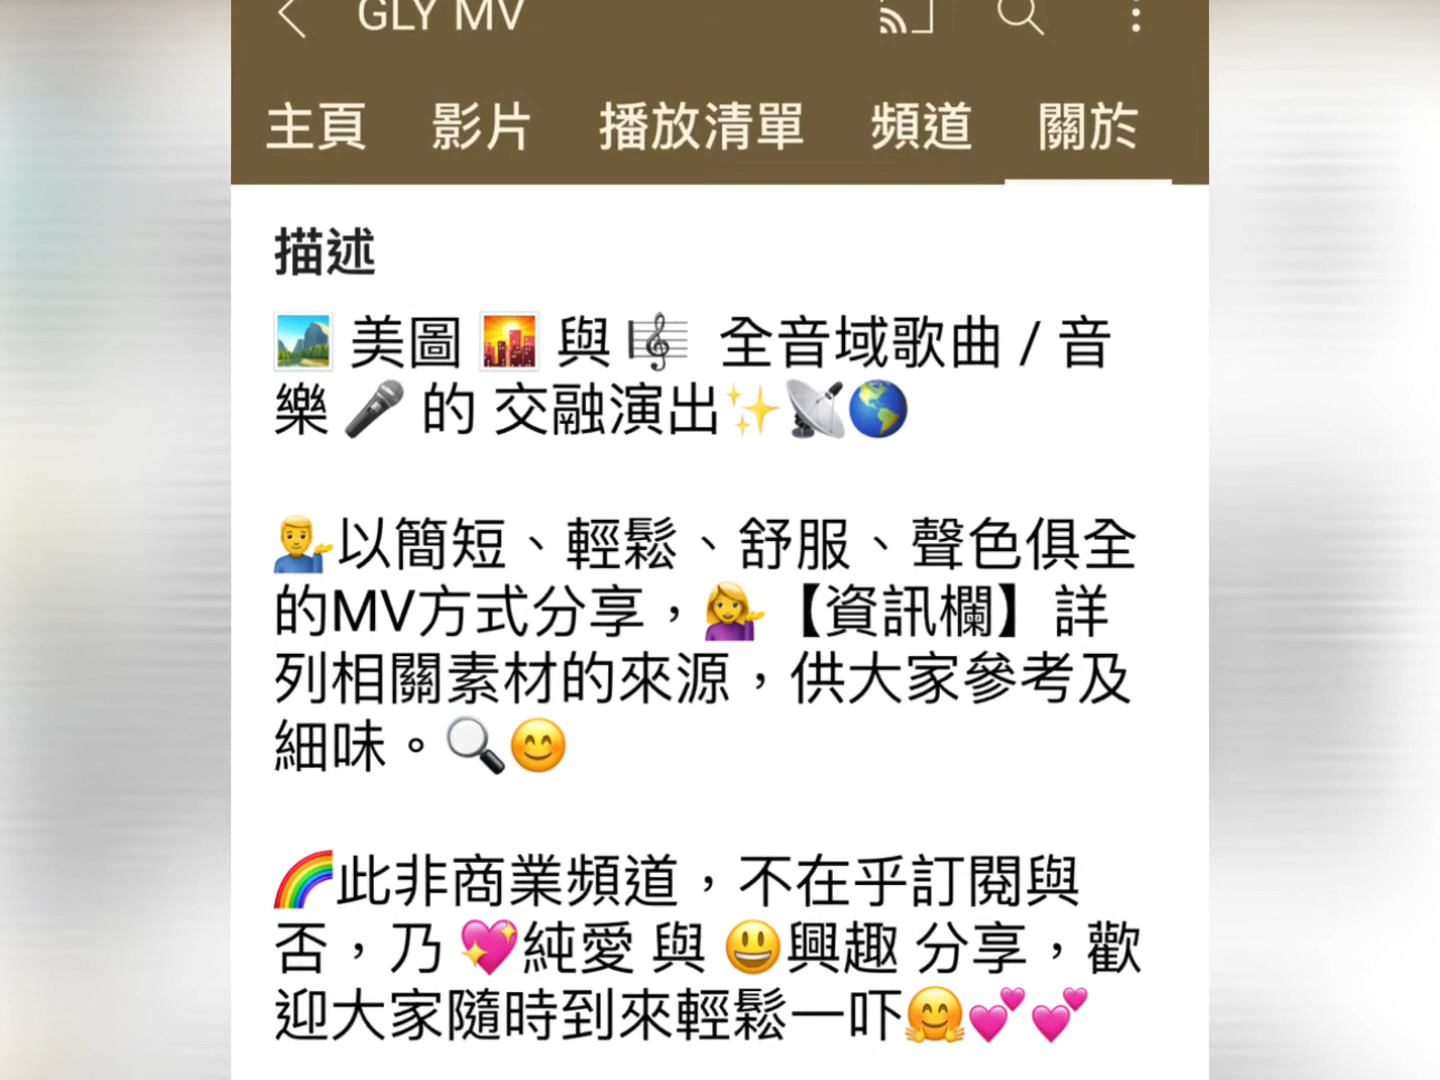 GLY MV
主頁 影片 播放清單 頻道 關於
描述
🏞️ 美圖 🌇 與 🎼 全音域歌曲 / 音
樂 🎤 的 交融演出✨📡🌎
💁‍♂️以簡短、輕鬆、舒服、聲色俱全
的MV方式分享，💁‍♀️【資訊欄】詳
列相關素材的來源，供大家參考及
細味。🔍😊
🌈此非商業頻道，不在乎訂閱與
否，乃 💖純愛 與 😃興趣 分享，歡
迎大家隨時到來輕鬆一吓🤗💕💕